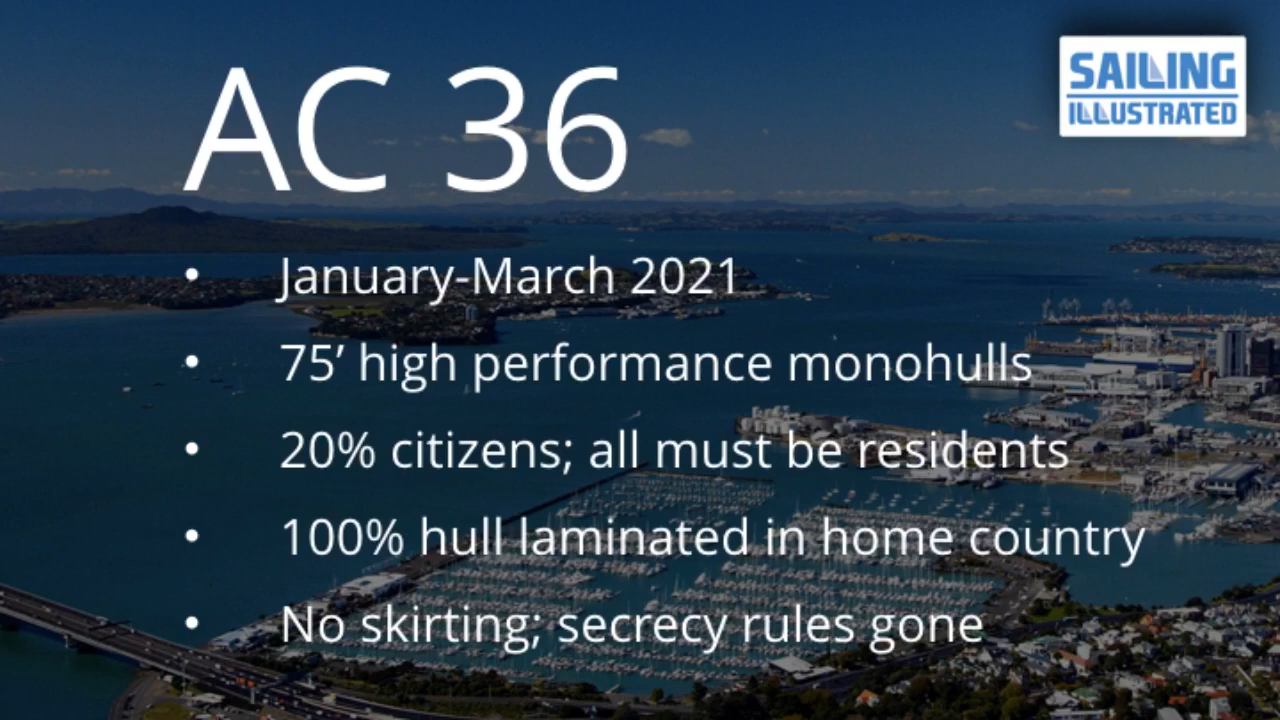 AC 36
SAILING
ILLUSTRATED
• January-March 2021
• 75’ high performance monohulls
• 20% citizens; all must be residents
• 100% hull laminated in home country
• No skirting; secrecy rules gone